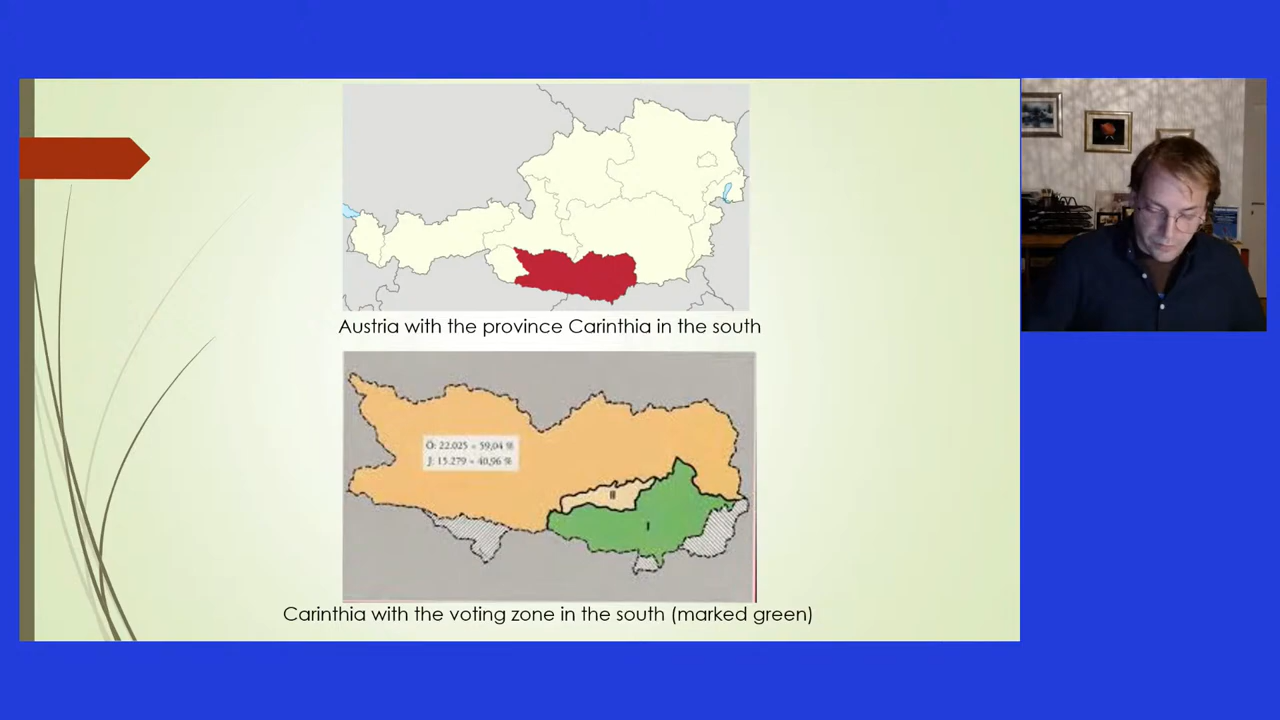 Austria with the province Carinthia in the south
Ö: 22.025 = 59,04 %
J: 15.279 = 40,96 %
II
I
Carinthia with the voting zone in the south (marked green)